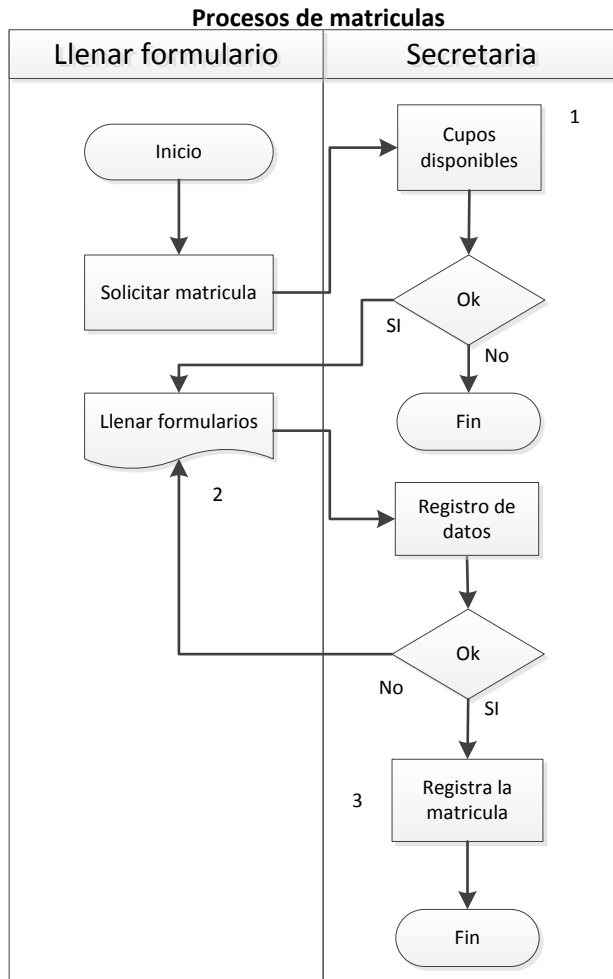 Procesos de matriculas
Llenar formulario
Secretaria
Inicio
Cupos
disponibles
1
Solicitar matricula
Ok
SI
No
Llenar formularios
Fin
2
Registro de
datos
Ok
No
SI
3
Registra la
matricula
Fin